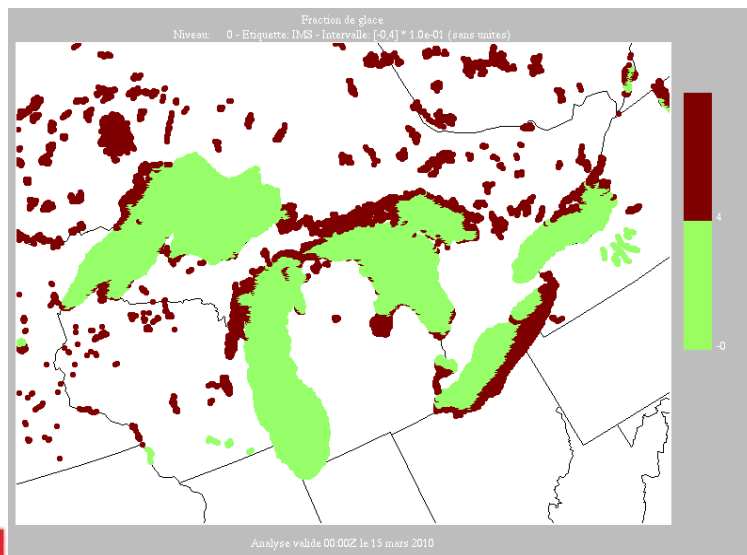 Fraction de glace
Niveau: 0 - Etiquette: IMS - Intervalle: [-0,4] * 1.0e-01 (sans unites)
4
-0
Analyse valide 00:00Z le 15 mars 2010